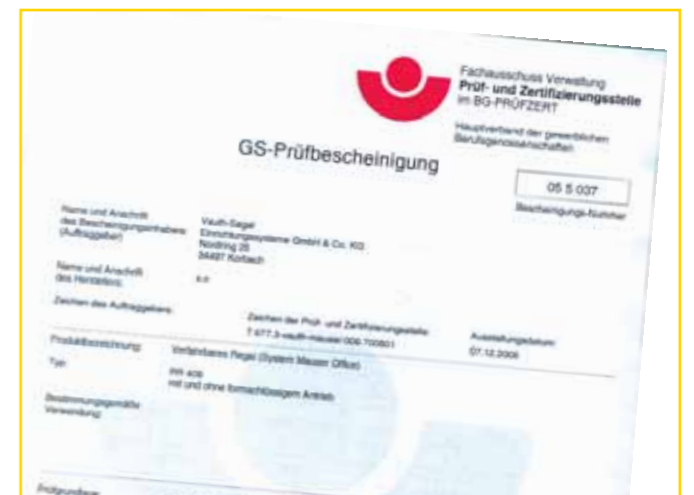 Fachausschuss Verwaltung
Prüf- und Zertifizierungsstelle
im BG-PRÜFZERT
Hauptverband der gewerblichen
Berufsgenossenschaften
GS-Prüfbescheinigung
05 5 037
Bescheinigungs-Nummer
Name und Anschrift
des Bescheinigungsinhabers
(Auftraggeber)
Vauth-Sagel
Einrichtungssysteme GmbH & Co. KG
Nordring 25
34497 Korbach
Name und Anschrift
des Herstellers
s.o
Zeichen des Auftraggebers
Zeichen der Prüf- und Zertifizierungsstelle
Ausstellungsdatum
07.12.2005
Produktbezeichnung
Verfahrbares Regal (System Mauser Office)
Typ
406
mit und ohne formschlüssigem Antrieb
Bestimmungsgemäße
Verwendung
Prüfgrundlage